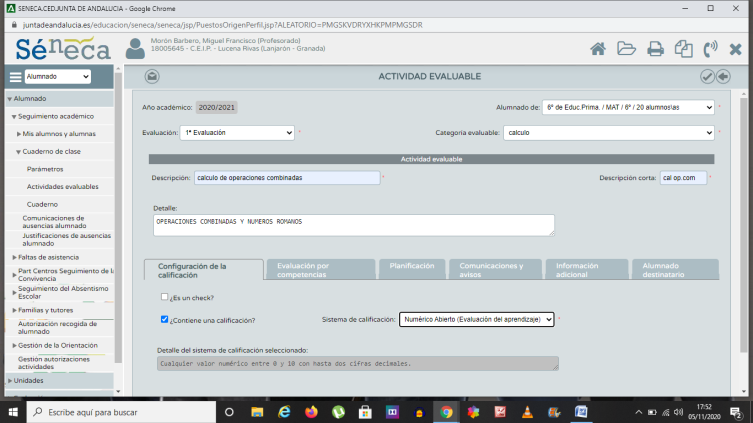 SENECA.CED.JUNTA DE ANDALUCIA - Google Chrome
juntadeandalucia.es/educacion/seneca/seneca/jsp/PuestosOrigenPerfil.jsp?ALEATORIO=PMGSKVDRYXHKPMPMGSDR
Séneca
Morón Barbero, Miguel Francisco (Profesorado)
18005645 - C.E.I.P. - Lucena Rivas (Lanjarón - Granada)
Alumnado
ACTIVIDAD EVALUABLE
Alumnado
Seguimiento académico
Mis alumnos y alumnas
Cuaderno de clase
Parámetros
Actividades evaluables
Cuaderno
Comunicaciones de
ausencias alumnado
Justificaciones de ausencias
alumnado
Faltas de asistencia
Part Centros Seguimiento de l
Convivencia
Seguimiento del Absentismo
Escolar
Familias y tutores
Autorización recogida de
alumnado
Gestión de la Orientación
Gestión autorizaciones
actividades
Unidades
Año académico: 2020/2021
Alumnado de: 6º de Educ.Prima. / MAT / 6º / 20 alumnos\as *
Evaluación: 1ª Evaluación *
Categoría evaluable: calculo *
Actividad evaluable
Descripción: calculo de operaciones combinadas *
Descripción corta: cal op.com *
Detalle:
OPERACIONES COMBINADAS Y NUMEROS ROMANOS
Configuración de la
calificación
Evaluación por
competencias
Planificación
Comunicaciones y
avisos
Información
adicional
Alumnado
destinatario
¿Es un check?
¿Contiene una calificación?
Sistema de calificación: Numérico Abierto (Evaluación del aprendizaje) *
Detalle del sistema de calificación seleccionado:
Cualquier valor numérico entre 0 y 10 con hasta dos cifras decimales.
Escribe aquí para buscar
17:52
05/11/2020